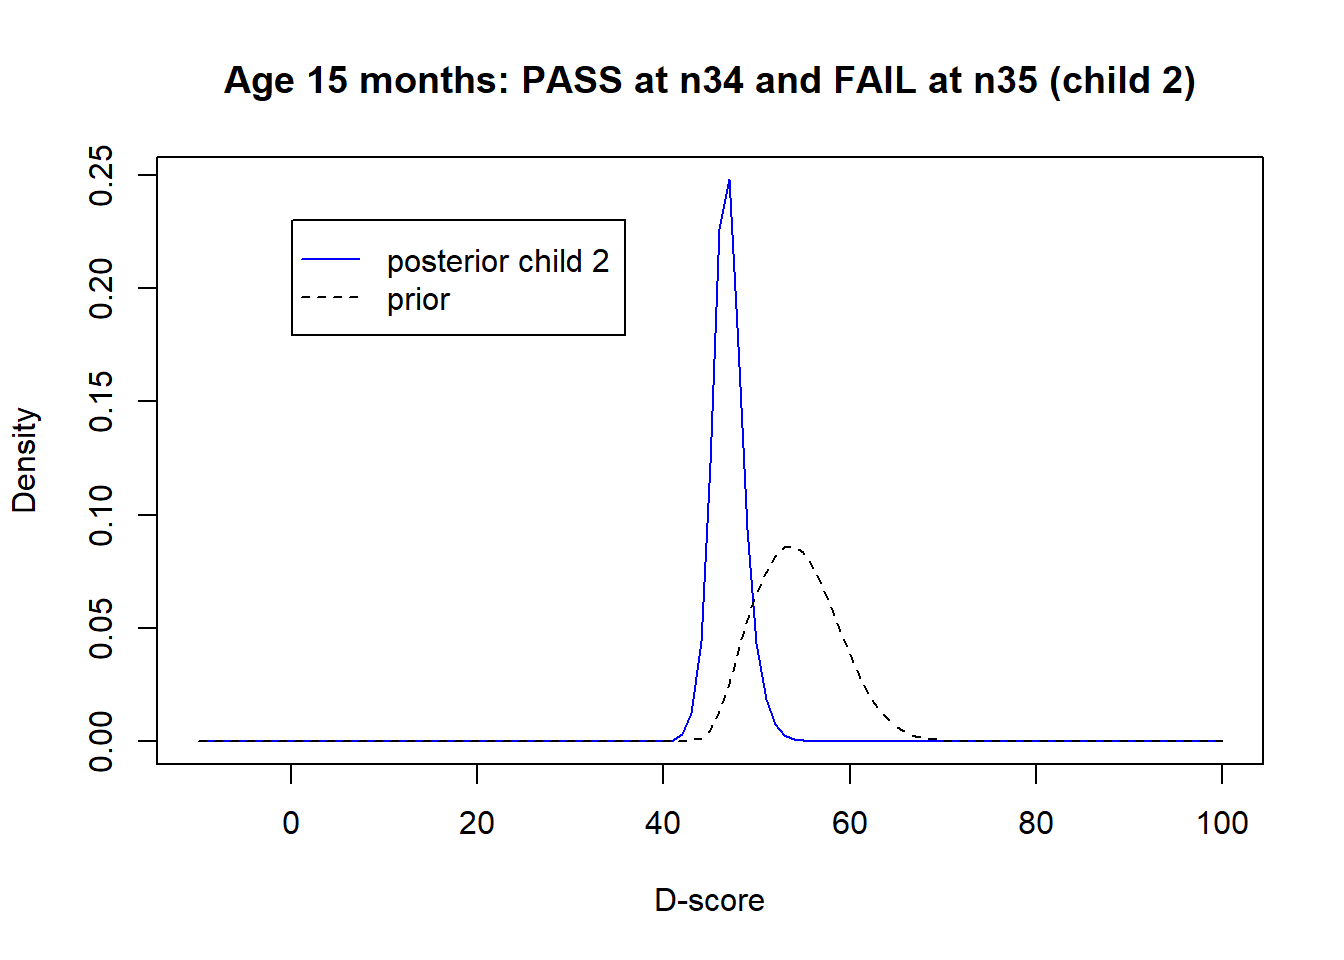 Age 15 months: PASS at n34 and FAIL at n35 (child 2)
0.25
0.20
0.15
0.10
0.05
0.00
Density
posterior child 2
prior
0 20 40 60 80 100
D-score